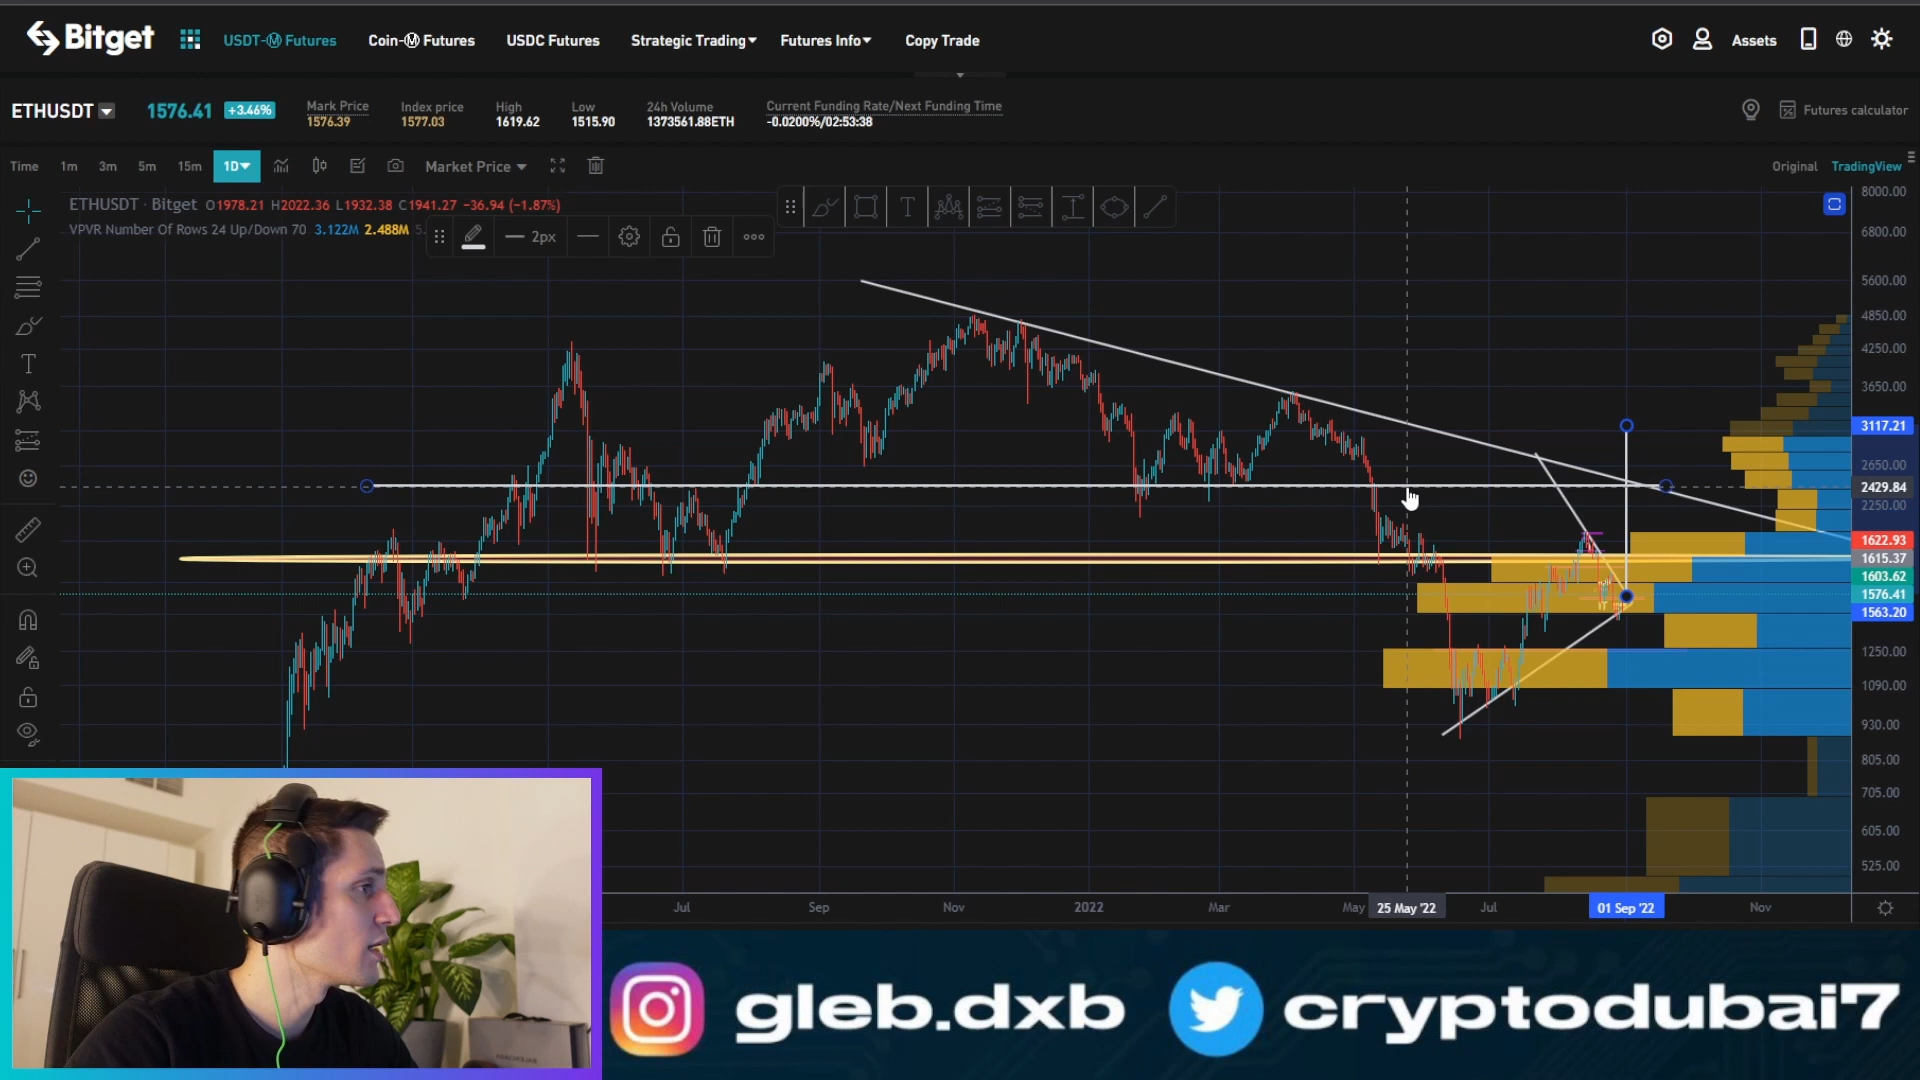 Bitget
USDT-Ⓜ Futures
Coin-Ⓜ Futures
USDC Futures
Strategic Trading
Futures Info
Copy Trade
Assets
ETHUSDT
1576.41
+3.46%
Mark Price
1576.39
Index price
1577.03
High
1619.62
Low
1515.90
24h Volume
1373561.88ETH
Current Funding Rate/Next Funding Time
-0.0200%/02:53:38
Futures calculator
Time 1m 3m 5m 15m 1D
Market Price
Original TradingView
ETHUSDT · Bitget O1978.21 H2022.36 L1932.38 C1941.27 −36.94 (−1.87%)
VPVR Number Of Rows 24 Up/Down 70 3.122M 2.488M
2px
8000.00
6800.00
5600.00
4850.00
4250.00
3650.00
3117.21
2650.00
2429.84
2250.00
1622.93
1615.37
1603.62
1576.41
1563.20
1250.00
1090.00
930.00
805.00
705.00
605.00
525.00
Jul Sep Nov 2022 Mar May 25 May '22 Jul 01 Sep '22 Nov
gleb.dxb cryptodubai7